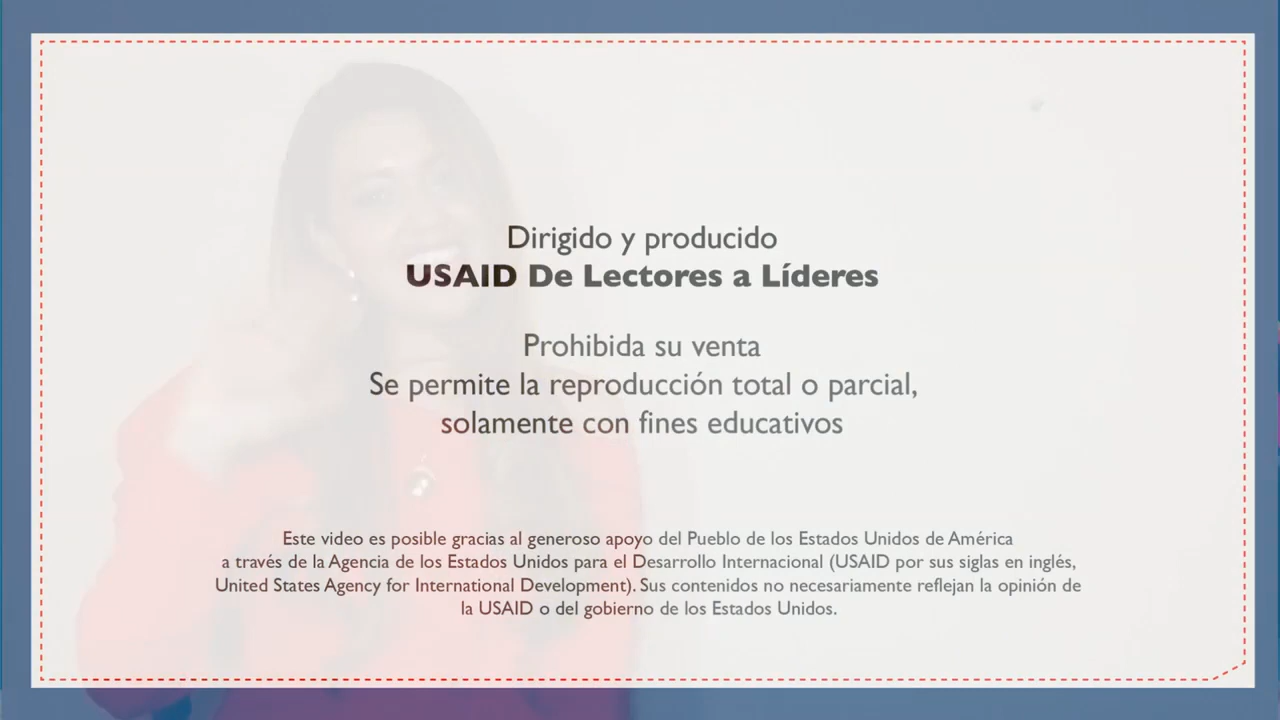 Dirigido y producido
USAID De Lectores a Líderes
Prohibida su venta
Se permite la reproducción total o parcial,
solamente con fines educativos
Este video es posible gracias al generoso apoyo del Pueblo de los Estados Unidos de América
a través de la Agencia de los Estados Unidos para el Desarrollo Internacional (USAID por sus siglas en inglés,
United States Agency for International Development). Sus contenidos no necesariamente reflejan la opinión de
la USAID o del gobierno de los Estados Unidos.